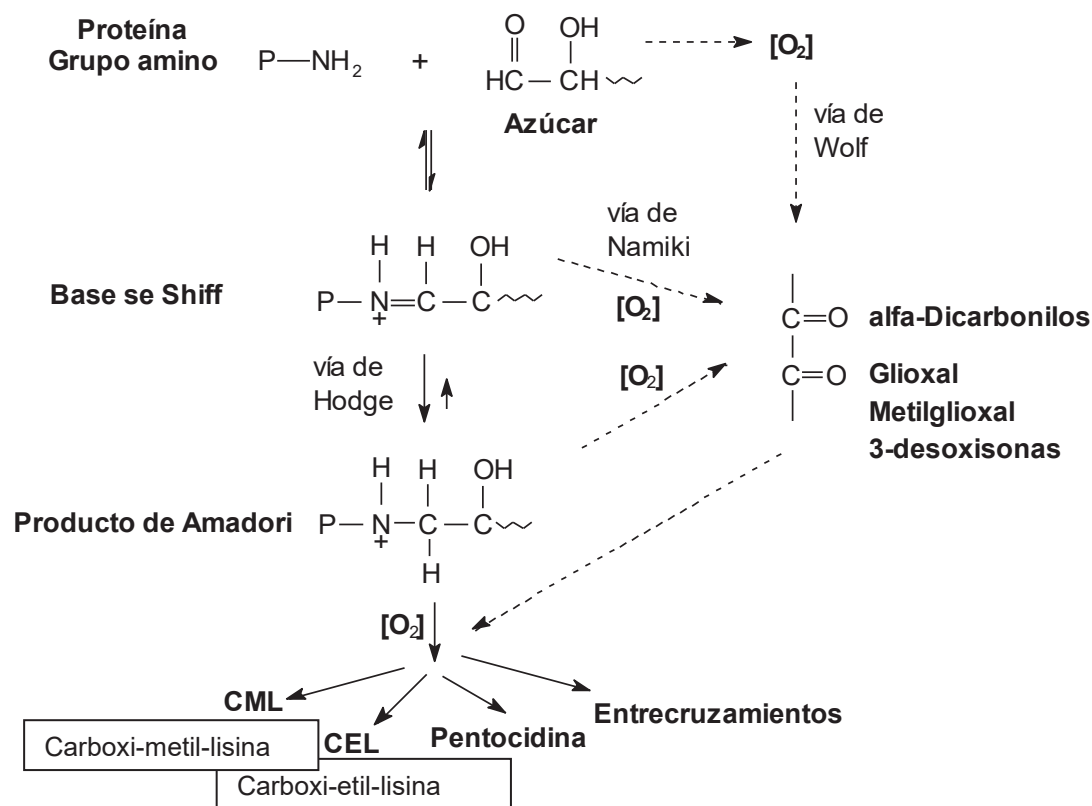 Proteína
Grupo amino
P—NH₂
+
O
OH
HC—CH
Azúcar
[O₂]
vía de
Wolf
H H OH
P—N=C—C
+
Base se Shiff
vía de
Namiki
[O₂]
C=O
C=O
alfa-Dicarbonilos
Glioxal
Metilglioxal
3-desoxisonas
vía de
Hodge
[O₂]
H H OH
Producto de Amadori
P—N—C—C
+
H
[O₂]
CML
Carboxi-metil-lisina
CEL
Carboxi-etil-lisina
Pentocidina
Entrecruzamientos